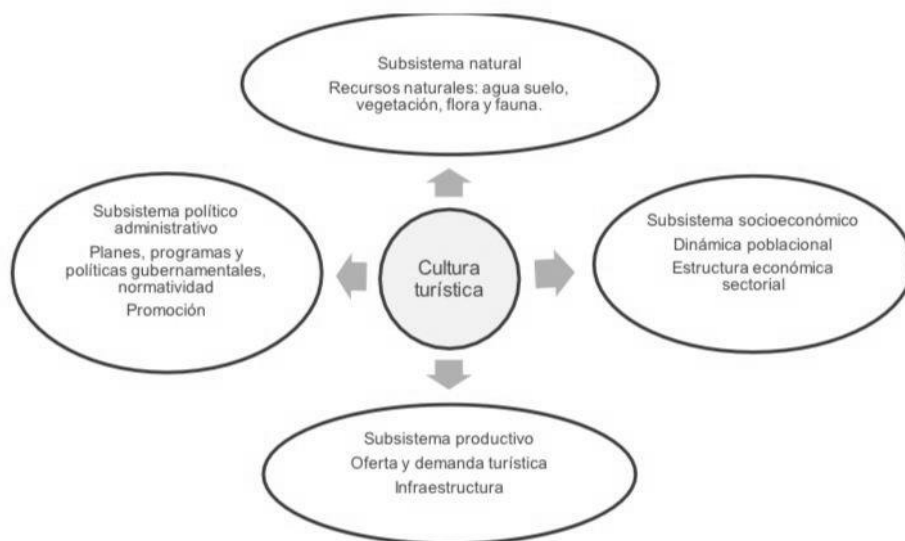 Subsistema natural
Recursos naturales: agua suelo,
vegetación, flora y fauna.
Subsistema político
administrativo
Planes, programas y
políticas gubernamentales,
normatividad
Promoción
Cultura
turística
Subsistema socioeconómico
Dinámica poblacional
Estructura económica
sectorial
Subsistema productivo
Oferta y demanda turística
Infraestructura